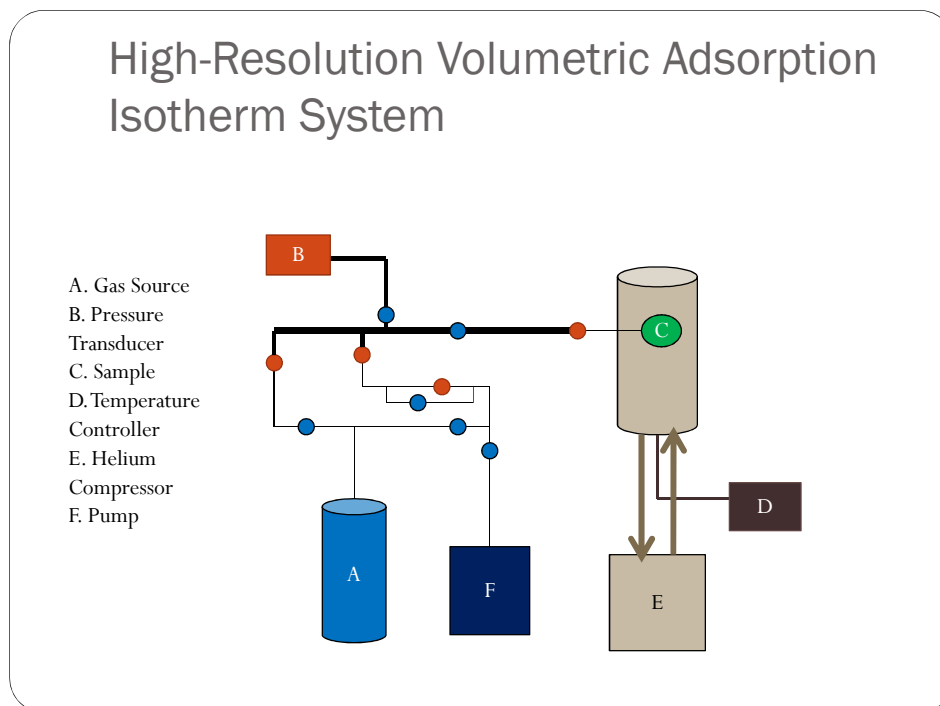 High-Resolution Volumetric Adsorption
Isotherm System
B
A. Gas Source
B. Pressure
Transducer
C. Sample
D. Temperature
Controller
E. Helium
Compressor
F. Pump
C
D
A
F
E